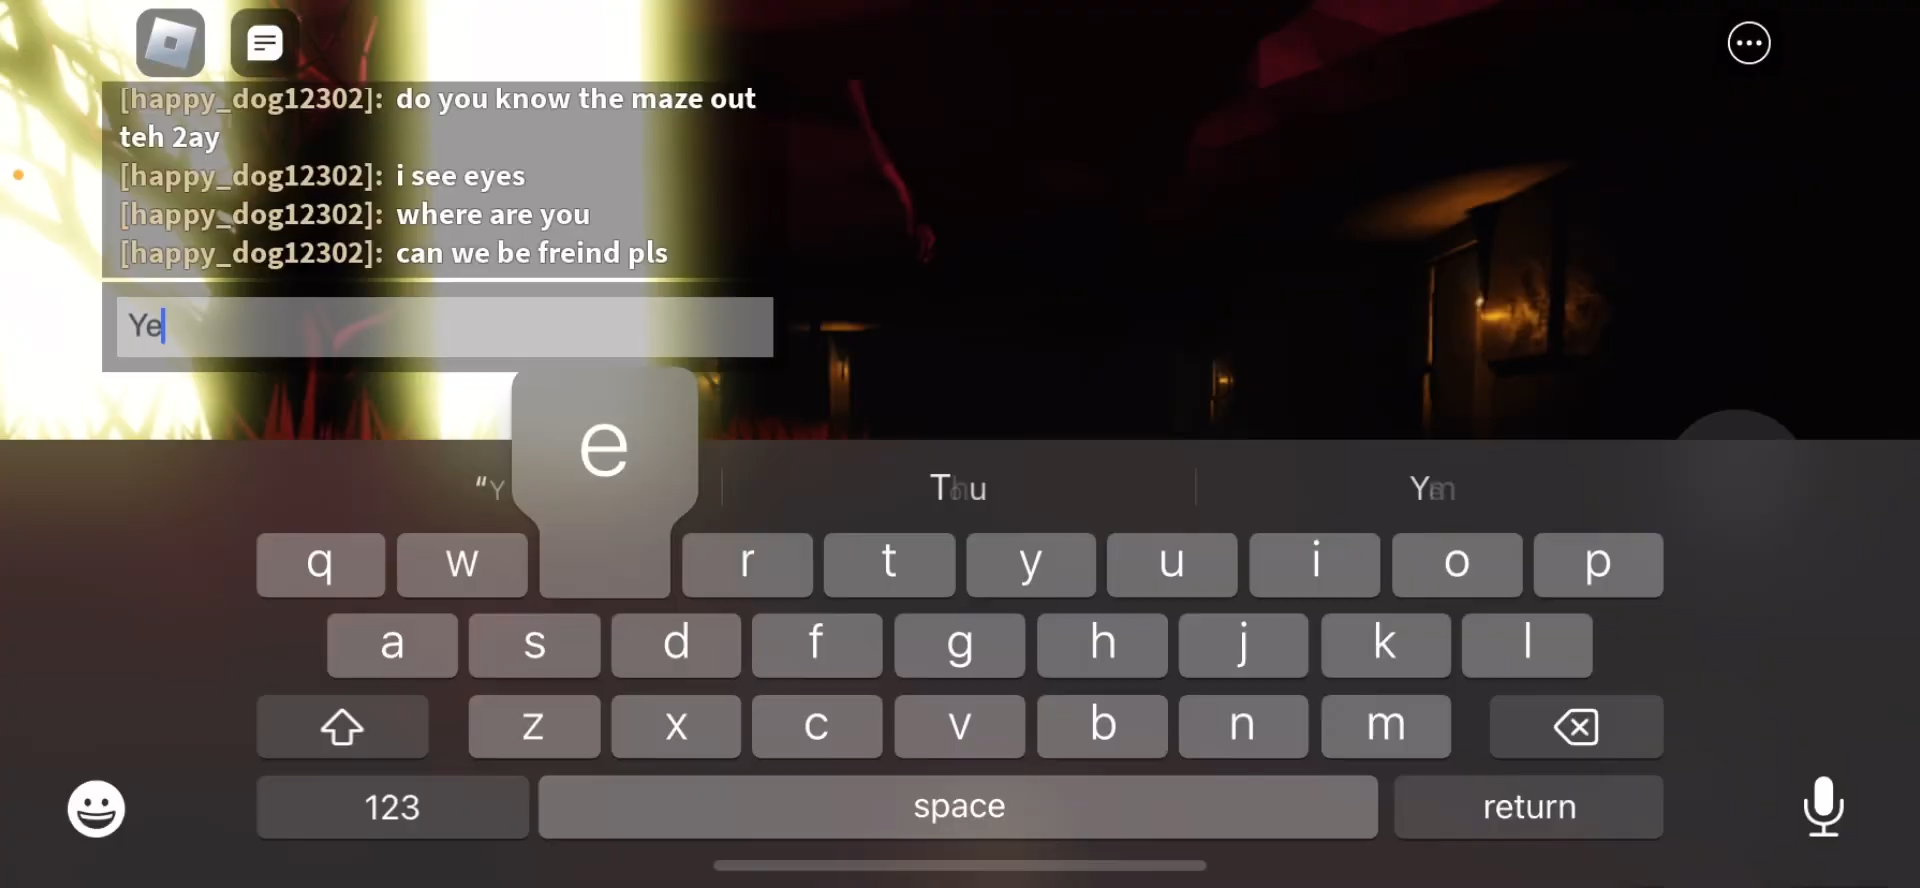 [happy_dog12302]: do you know the maze out
teh 2ay
[happy_dog12302]: i see eyes
[happy_dog12302]: where are you
[happy_dog12302]: can we be freind pls
Ye
e
q w r t y u i o p
a s d f g h j k l
z x c v b n m
123 space return